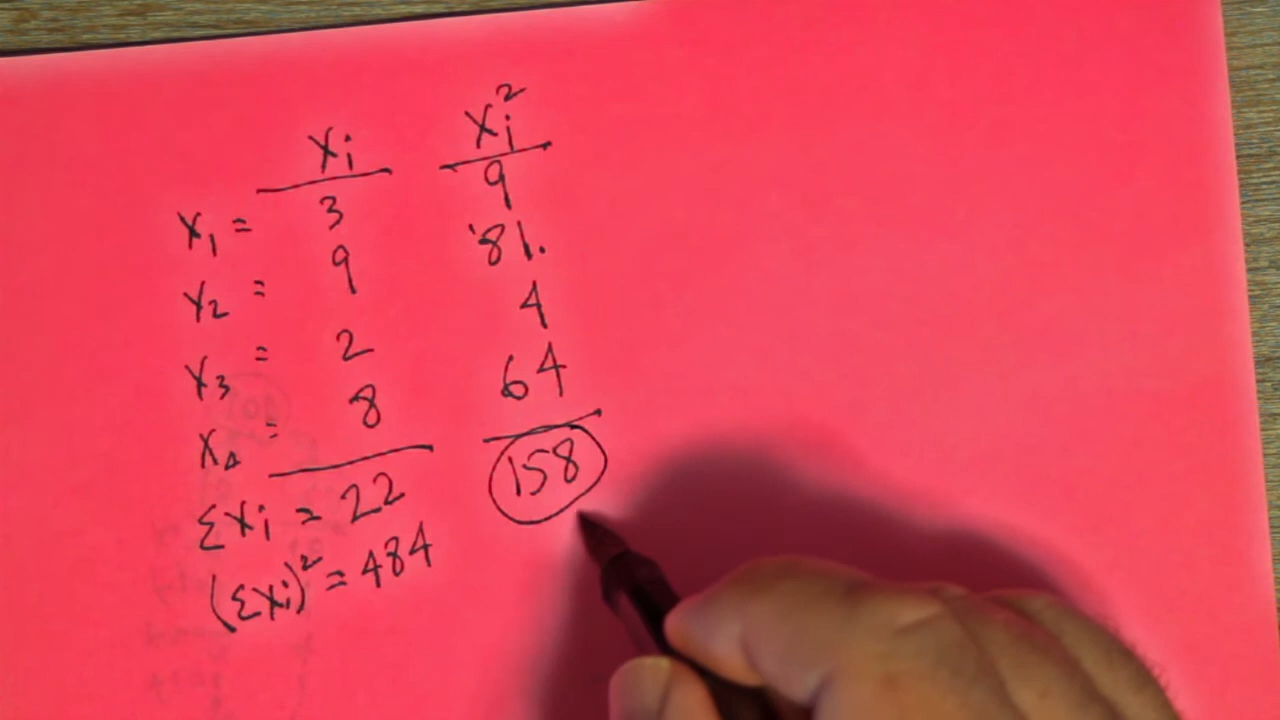 Xi Xi²
X₁ = 3 9
X₂ = 9 81.
X₃ = 2 4
X₄ = 8 64
ΣXi = 22 158
(ΣXi)² = 484